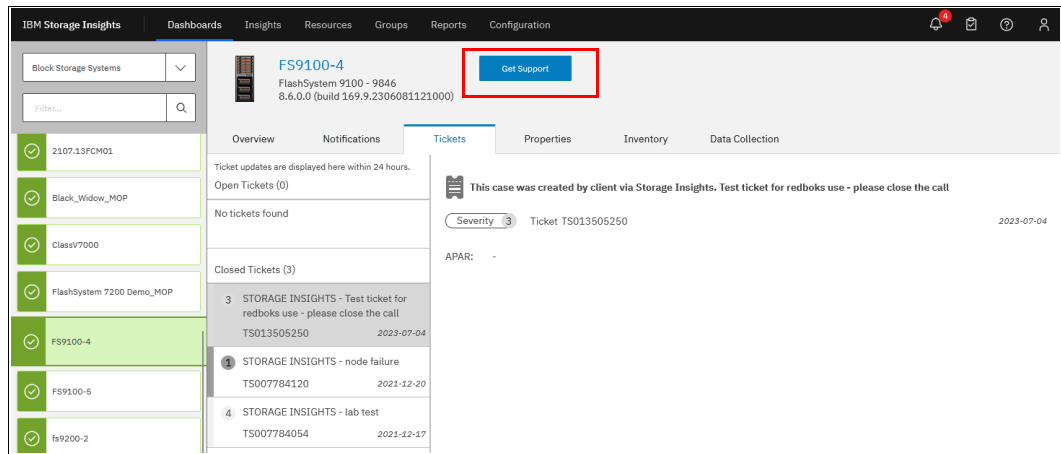 IBM Storage Insights
Dashboards
Insights
Resources
Groups
Reports
Configuration
4
Block Storage Systems
Filter...
2107.13FCM01
Black_Widow_MOP
ClassV7000
FlashSystem 7200 Demo_MOP
FS9100-4
FS9100-5
fs9200-2
FS9100-4
FlashSystem 9100 - 9846
8.6.0.0 (build 169.9.2306081121000)
Get Support
Overview
Notifications
Tickets
Properties
Inventory
Data Collection
Ticket updates are displayed here within 24 hours.
Open Tickets (0)
No tickets found
Closed Tickets (3)
3 STORAGE INSIGHTS - Test ticket for
redboks use - please close the call
TS013505250 2023-07-04
1 STORAGE INSIGHTS - node failure
TS007784120 2021-12-20
4 STORAGE INSIGHTS - lab test
TS007784054 2021-12-17
This case was created by client via Storage Insights. Test ticket for redboks use - please close the call
Severity 3 Ticket TS013505250 2023-07-04
APAR: -